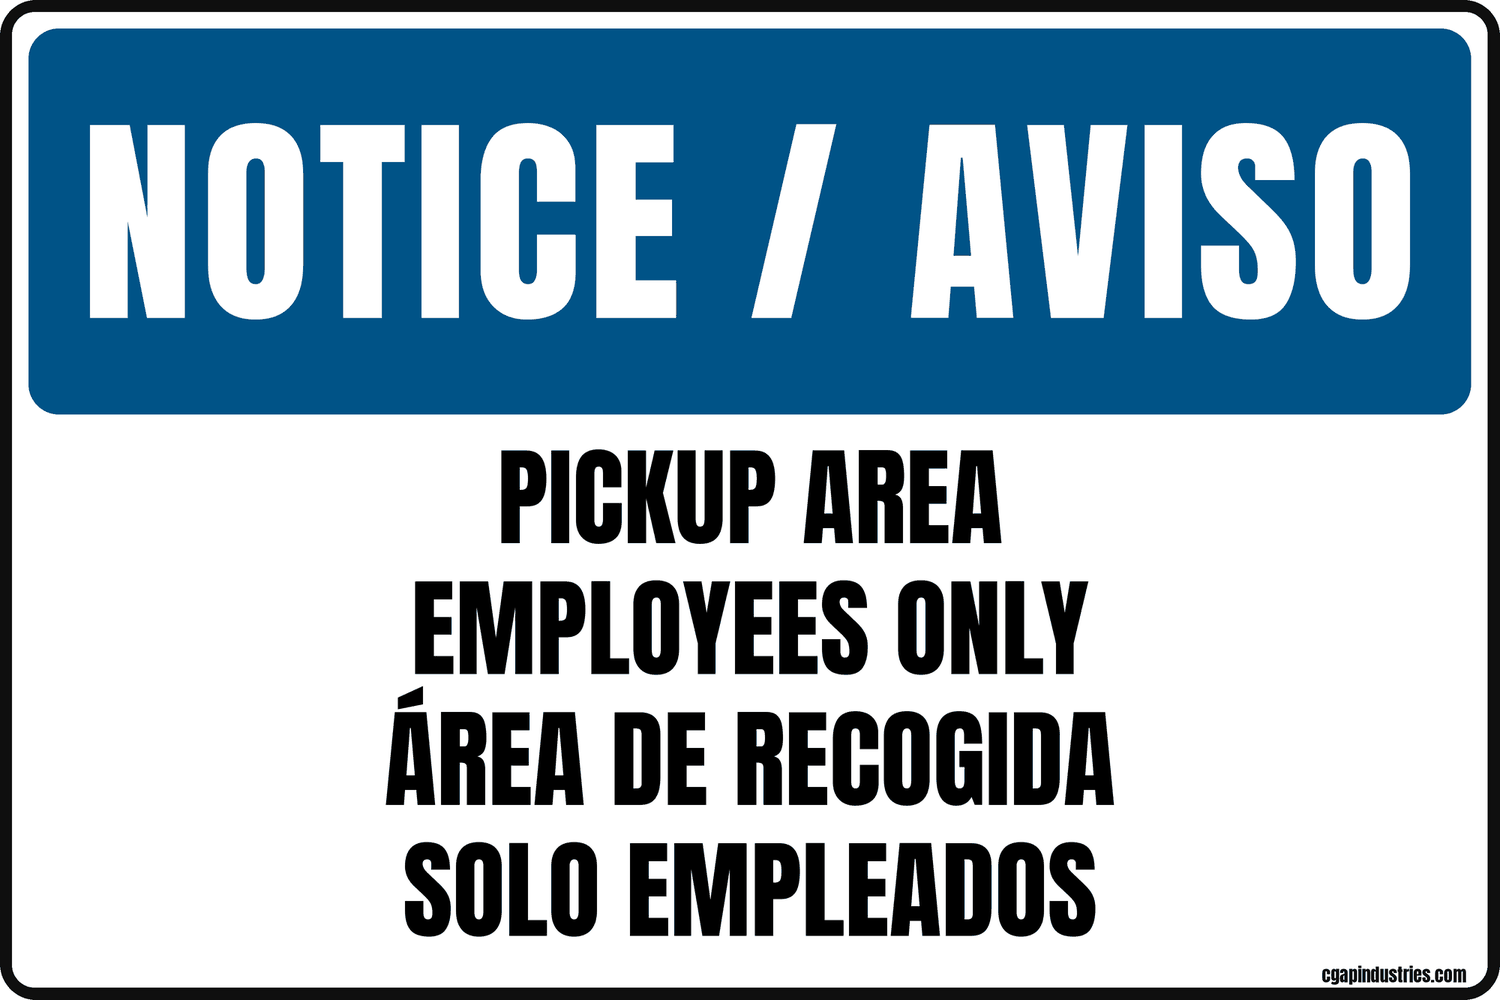 NOTICE / AVISO
PICKUP AREA
EMPLOYEES ONLY
ÁREA DE RECOGIDA
SOLO EMPLEADOS
cgapindustries.com